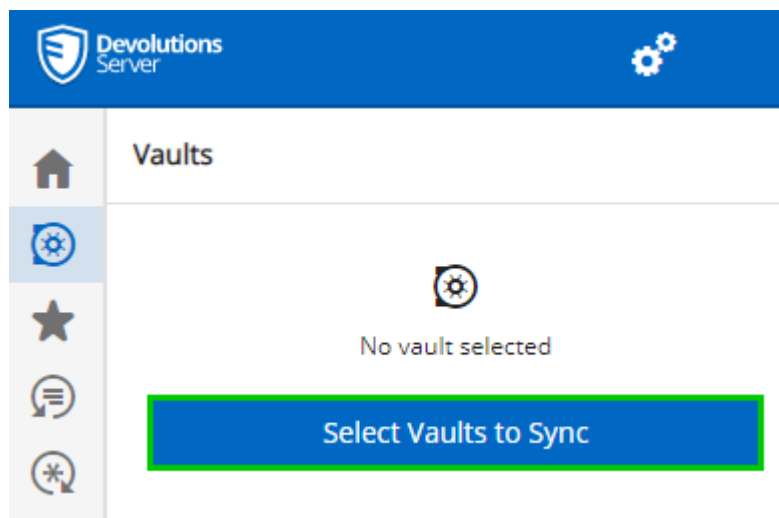 Devolutions
Server
Vaults
No vault selected
Select Vaults to Sync